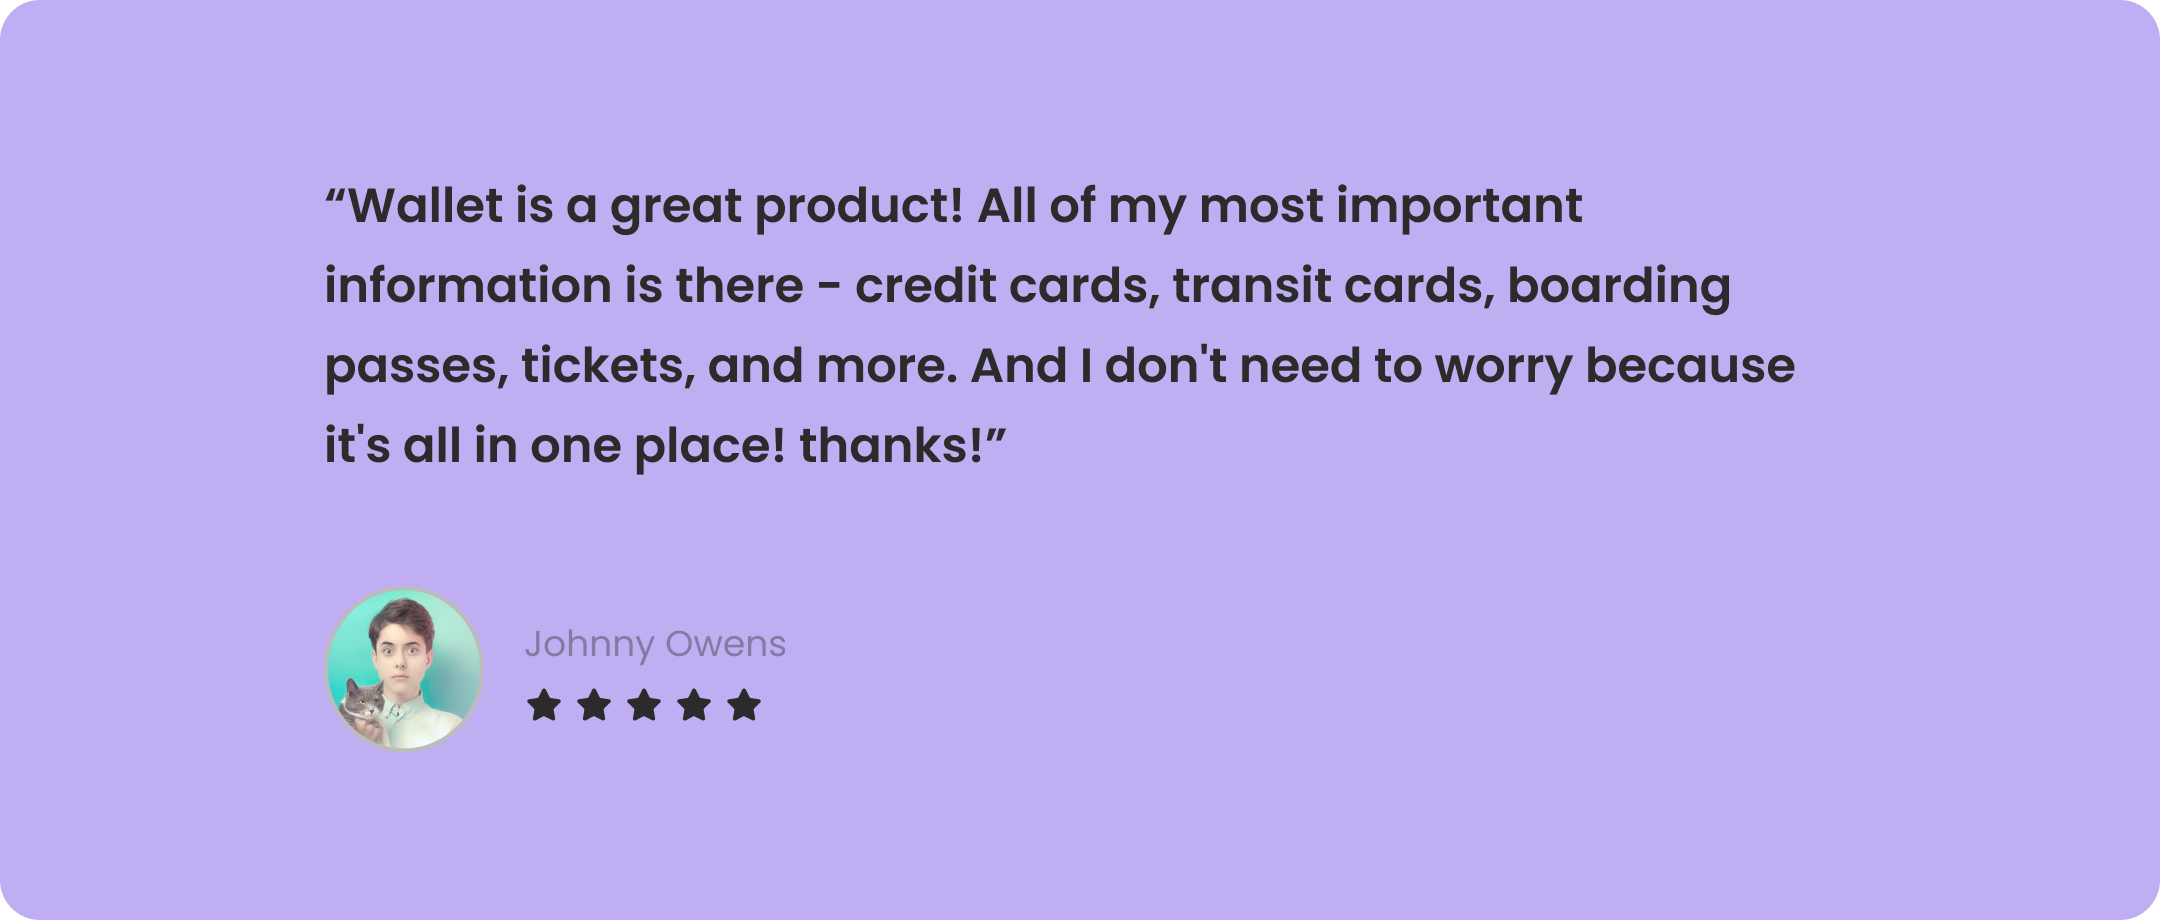 “Wallet is a great product! All of my most important
information is there - credit cards, transit cards, boarding
passes, tickets, and more. And I don't need to worry because
it's all in one place! thanks!”
Johnny Owens